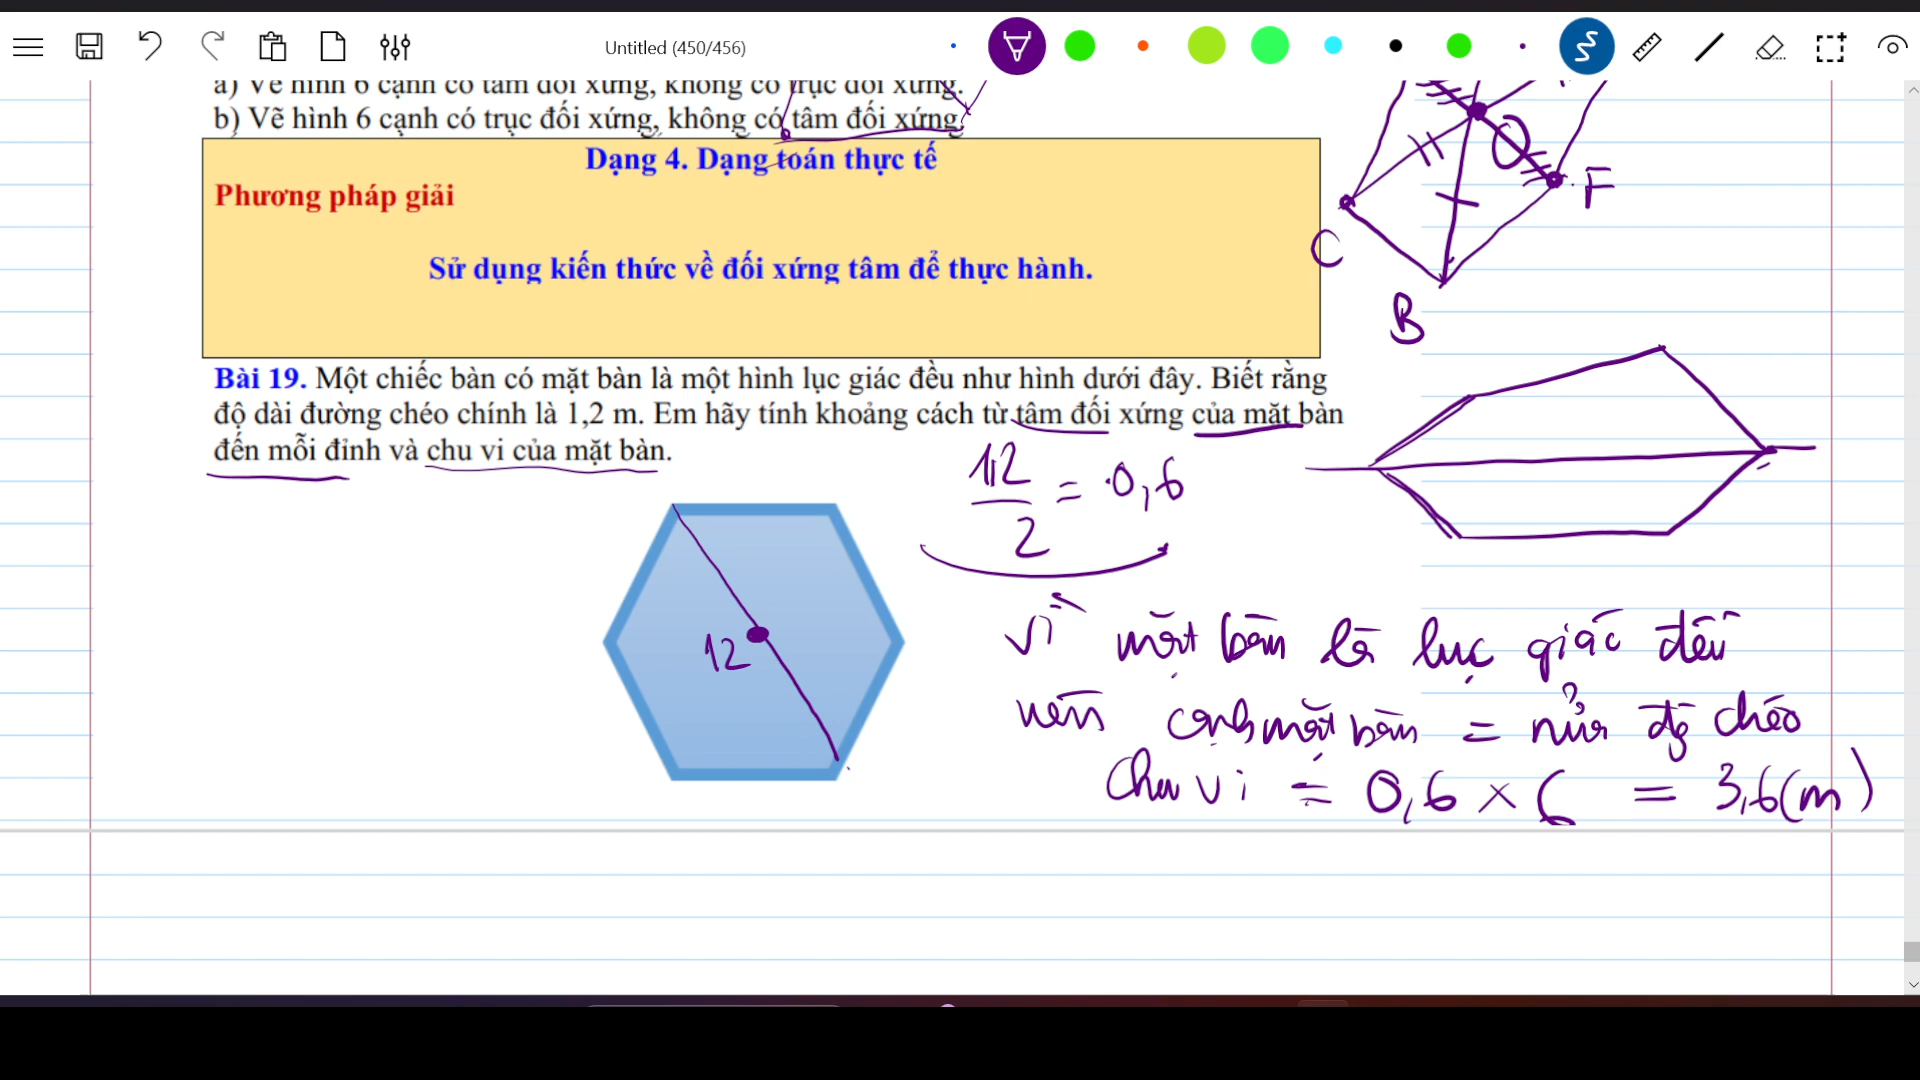 Untitled (450/456)
a) Vẽ hình 6 cạnh có tâm đối xứng, không có trục đối xứng.
b) Vẽ hình 6 cạnh có trục đối xứng, không có tâm đối xứng.
Dạng 4. Dạng toán thực tế
Phương pháp giải
Sử dụng kiến thức về đối xứng tâm để thực hành.
O
F
C
B
Bài 19. Một chiếc bàn có mặt bàn là một hình lục giác đều như hình dưới đây. Biết rằng
độ dài đường chéo chính là 1,2 m. Em hãy tính khoảng cách từ tâm đối xứng của mặt bàn
đến mỗi đỉnh và chu vi của mặt bàn.
1,2
2
= 0,6
12
Vì mặt bàn là lục giác đều
nên cạnh mặt bàn = nửa độ chéo
Chu vi = 0,6 × 6 = 3,6 (m)